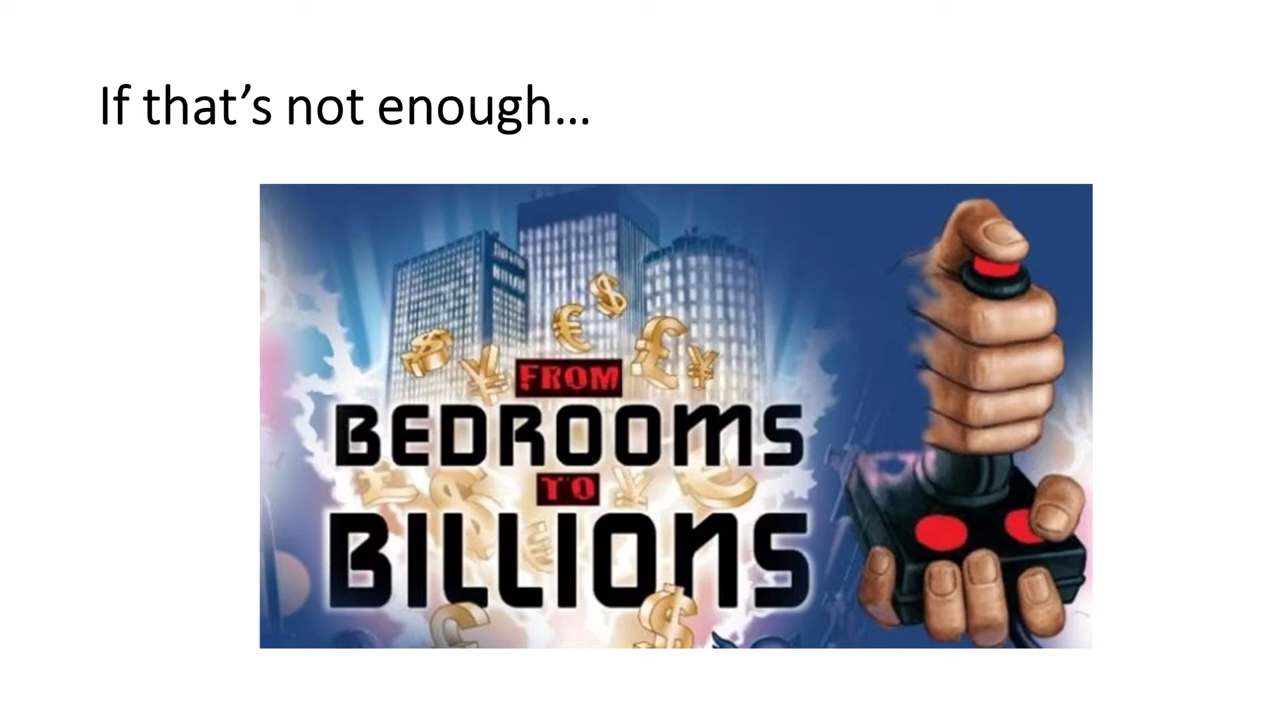 If that’s not enough…
FROM
BEDROOMS
TO
BILLIONS